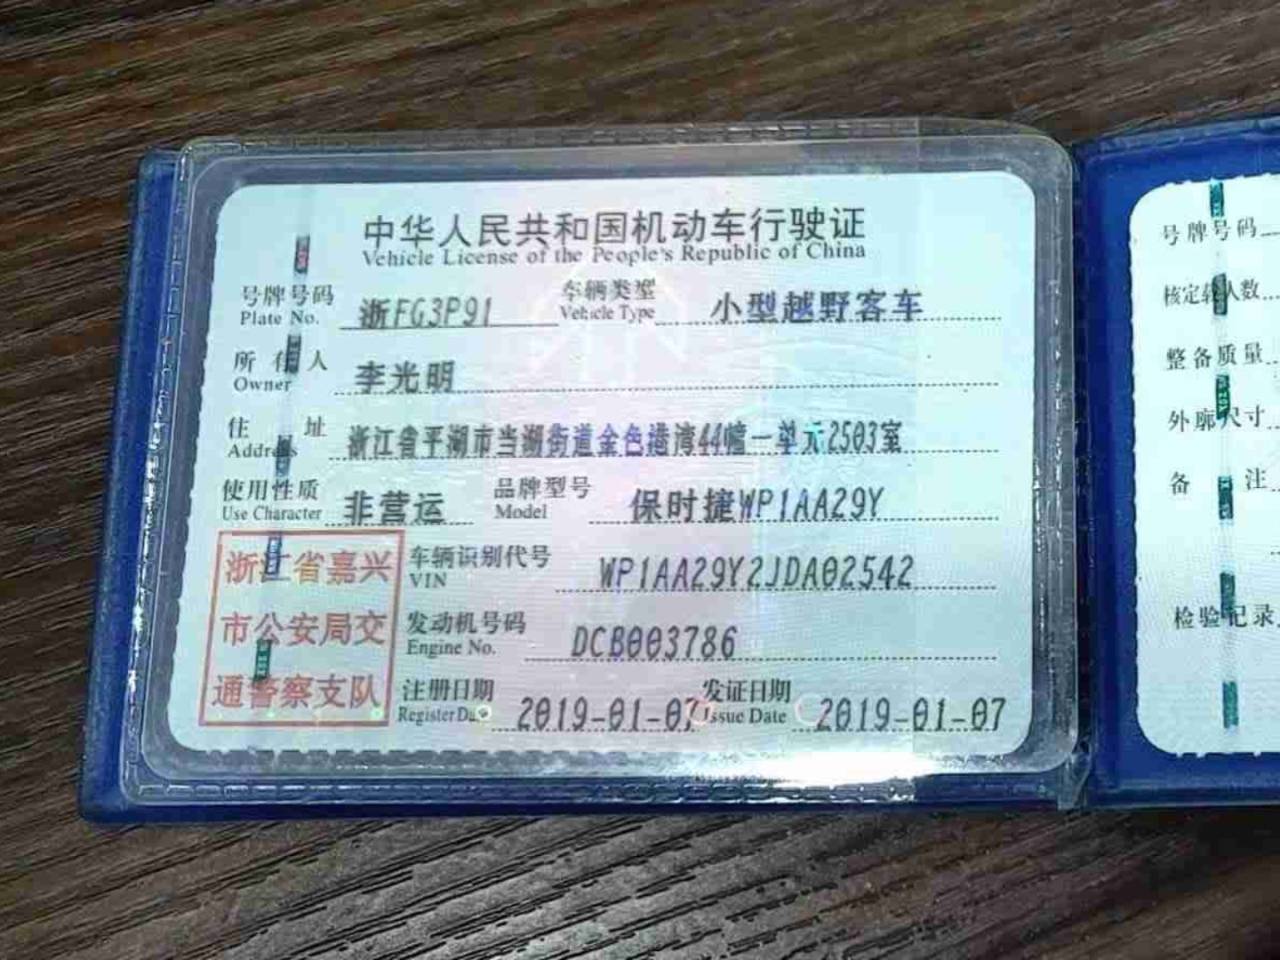 中华人民共和国机动车行驶证
Vehicle License of the People's Republic of China
号牌号码 浙FG3P91 车辆类型 小型越野客车
Plate No. Vehicle Type
所有人 李光明
Owner
住址 浙江省平湖市当湖街道金色港湾44幢一单元2503室
Address
使用性质 非营运 品牌型号 保时捷WP1AA29Y
Use Character Model
浙江省嘉兴
市公安局交
通警察支队
车辆识别代号 WP1AA29Y2JDA02542
VIN
发动机号码 DCB003786
Engine No.
注册日期 2019-01-07 发证日期 2019-01-07
Register Date Issue Date
号牌号码
核定载人数
整备质量
外廓尺寸
备注
检验记录